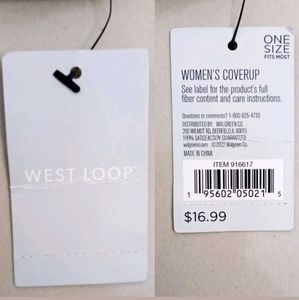 WEST LOOP™
ONE
SIZE
FITS MOST
WOMEN'S COVERUP
See label for the product's full
fiber content and care instructions.
Questions or comments? 1-800-925-4733
DISTRIBUTED BY: WALGREEN CO.
200 WILMOT RD., DEERFIELD, IL 60015
100% SATISFACTION GUARANTEED
walgreens.com ©2022 Walgreen Co.
MADE IN CHINA
ITEM 916617
1 95602 05021 5
$16.99